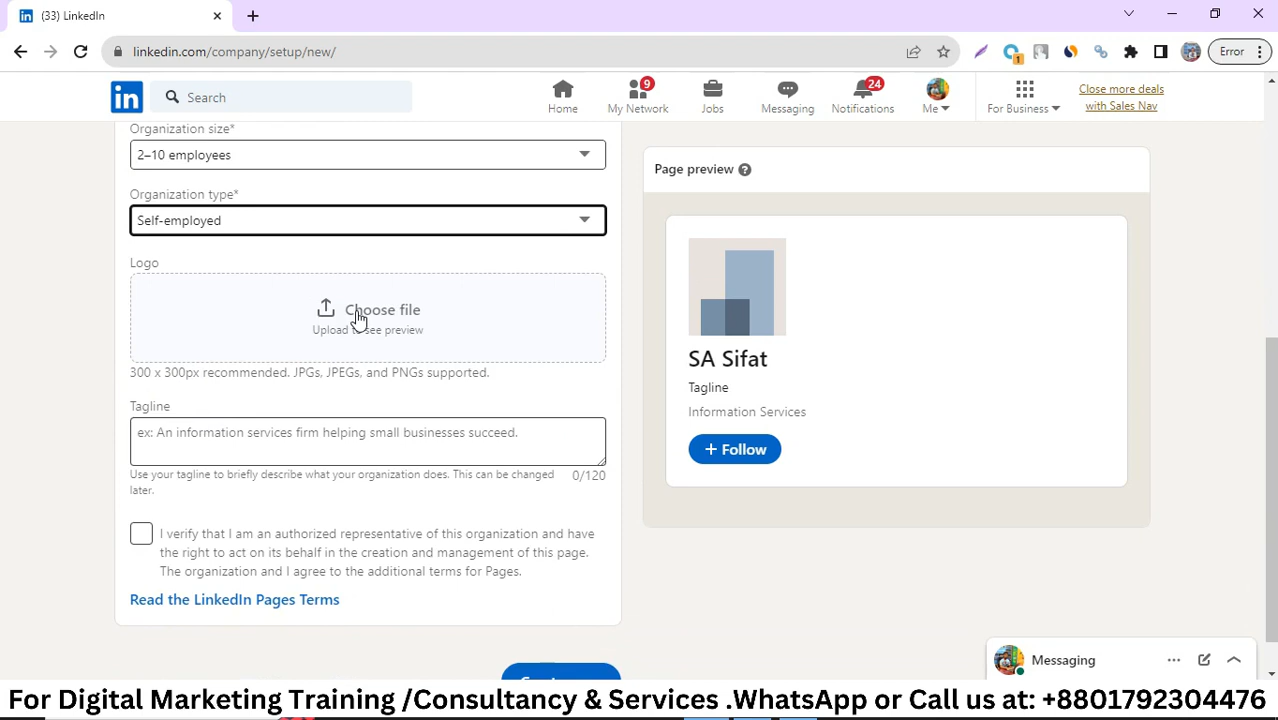 (33) LinkedIn
linkedin.com/company/setup/new/
1
Error
in
Search
Home
9
My Network
Jobs
Messaging
24
Notifications
Me
For Business
Close more deals
with Sales Nav
Organization size*
2–10 employees
Organization type*
Self-employed
Logo
Choose file
Upload to see preview
300 x 300px recommended. JPGs, JPEGs, and PNGs supported.
Tagline
ex: An information services firm helping small businesses succeed.
Use your tagline to briefly describe what your organization does. This can be changed
later.
0/120
I verify that I am an authorized representative of this organization and have
the right to act on its behalf in the creation and management of this page.
The organization and I agree to the additional terms for Pages.
Read the LinkedIn Pages Terms
Page preview
SA Sifat
Tagline
Information Services
+ Follow
Messaging
For Digital Marketing Training /Consultancy & Services .WhatsApp or Call us at: +8801792304476